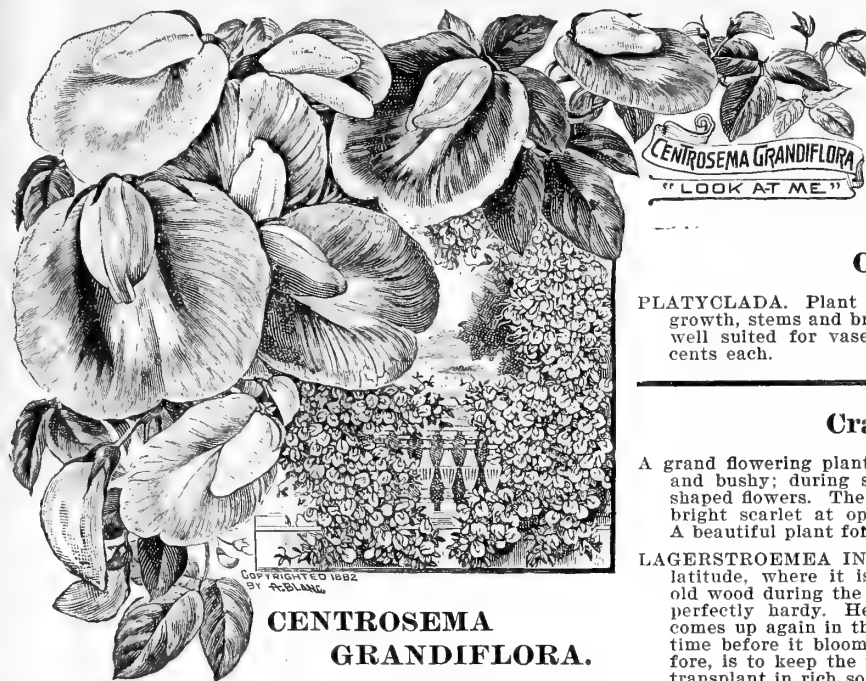 CENTROSEMA GRANDIFLORA
"LOOK AT ME"
COPYRIGHTED 1892
BY A. BLANC
CENTROSEMA
GRANDIFLORA.
C
PLATYCLADA. Plant
growth, stems and br
well suited for vase
cents each.
Cra
A grand flowering plant
and bushy; during s
shaped flowers. The
bright scarlet at op
A beautiful plant for
LAGERSTROEMEA IN
latitude, where it is
old wood during the
perfectly hardy. He
comes up again in th
time before it bloom
fore, is to keep the
transplant in rich so